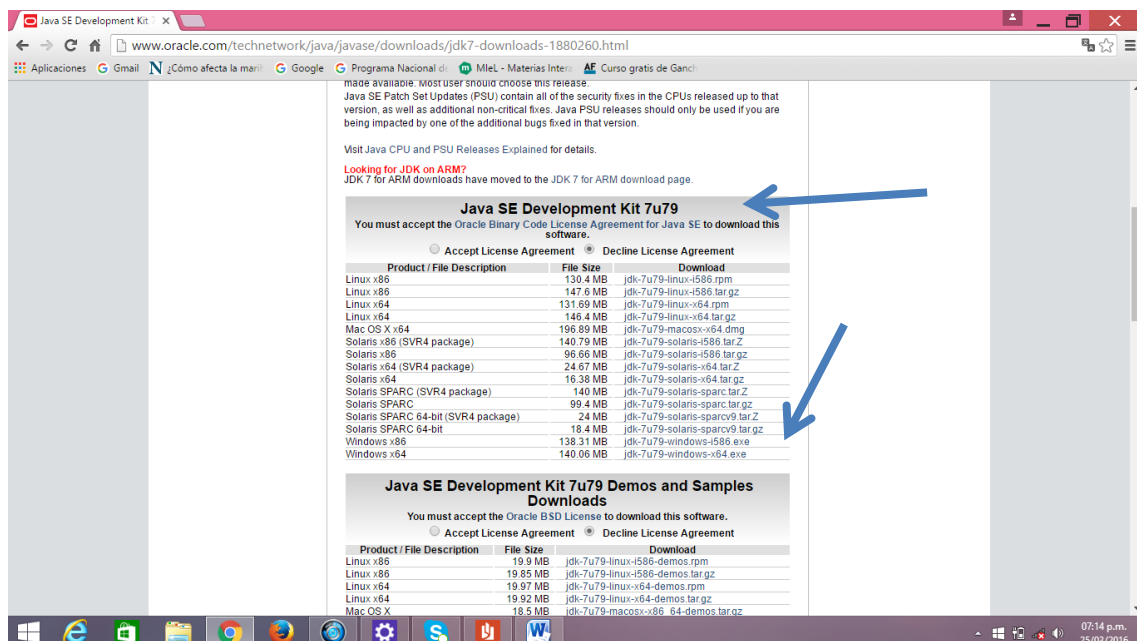 Java SE Development Kit 7
www.oracle.com/technetwork/java/javase/downloads/jdk7-downloads-1880260.html
Aplicaciones Gmail ¿Cómo afecta la mari Google Programa Nacional de MIeL - Materias Inter Curso gratis de Ganch
made available. Most user should choose this release.
Java SE Patch Set Updates (PSU) contain all of the security fixes in the CPUs released up to that
version, as well as additional non-critical fixes. Java PSU releases should only be used if you are
being impacted by one of the additional bugs fixed in that version.
Visit Java CPU and PSU Releases Explained for details.
Looking for JDK on ARM?
JDK 7 for ARM downloads have moved to the JDK 7 for ARM download page.
Java SE Development Kit 7u79
You must accept the Oracle Binary Code License Agreement for Java SE to download this
software.
Accept License Agreement Decline License Agreement
Product / File Description File Size Download
Linux x86 130.4 MB jdk-7u79-linux-i586.rpm
Linux x86 147.6 MB jdk-7u79-linux-i586.tar.gz
Linux x64 131.69 MB jdk-7u79-linux-x64.rpm
Linux x64 146.4 MB jdk-7u79-linux-x64.tar.gz
Mac OS X x64 196.89 MB jdk-7u79-macosx-x64.dmg
Solaris x86 (SVR4 package) 140.79 MB jdk-7u79-solaris-i586.tar.Z
Solaris x86 96.66 MB jdk-7u79-solaris-i586.tar.gz
Solaris x64 (SVR4 package) 24.67 MB jdk-7u79-solaris-x64.tar.Z
Solaris x64 16.38 MB jdk-7u79-solaris-x64.tar.gz
Solaris SPARC (SVR4 package) 140 MB jdk-7u79-solaris-sparc.tar.Z
Solaris SPARC 99.4 MB jdk-7u79-solaris-sparc.tar.gz
Solaris SPARC 64-bit (SVR4 package) 24 MB jdk-7u79-solaris-sparcv9.tar.Z
Solaris SPARC 64-bit 18.4 MB jdk-7u79-solaris-sparcv9.tar.gz
Windows x86 138.31 MB jdk-7u79-windows-i586.exe
Windows x64 140.06 MB jdk-7u79-windows-x64.exe
Java SE Development Kit 7u79 Demos and Samples
Downloads
You must accept the Oracle BSD License to download this software.
Accept License Agreement Decline License Agreement
Product / File Description File Size Download
Linux x86 19.9 MB jdk-7u79-linux-i586-demos.rpm
Linux x86 19.85 MB jdk-7u79-linux-i586-demos.tar.gz
Linux x64 19.97 MB jdk-7u79-linux-x64-demos.rpm
Linux x64 19.92 MB jdk-7u79-linux-x64-demos.tar.gz
Mac OS X 18.5 MB jdk-7u79-macosx-x86_64-demos.tar.gz
07:14 p.m.
25/02/2016